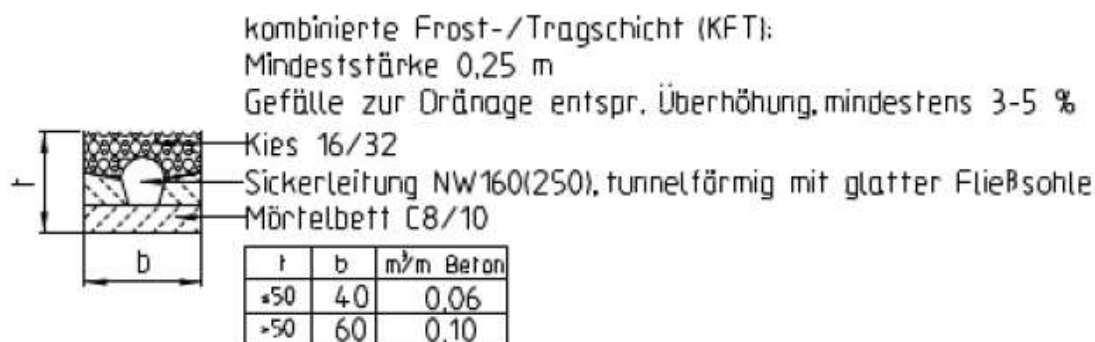 kombinierte Frost-/Tragschicht (KFT):
Mindeststärke 0,25 m
Gefälle zur Dränage entspr. Überhöhung, mindestens 3-5 %
Kies 16/32
Sickerleitung NW160(250), tunnelfärmig mit glatter Fließsohle
Mörtelbett C8/10
t
b
t b m³/m Beton
≤50 40 0,06
>50 60 0,10